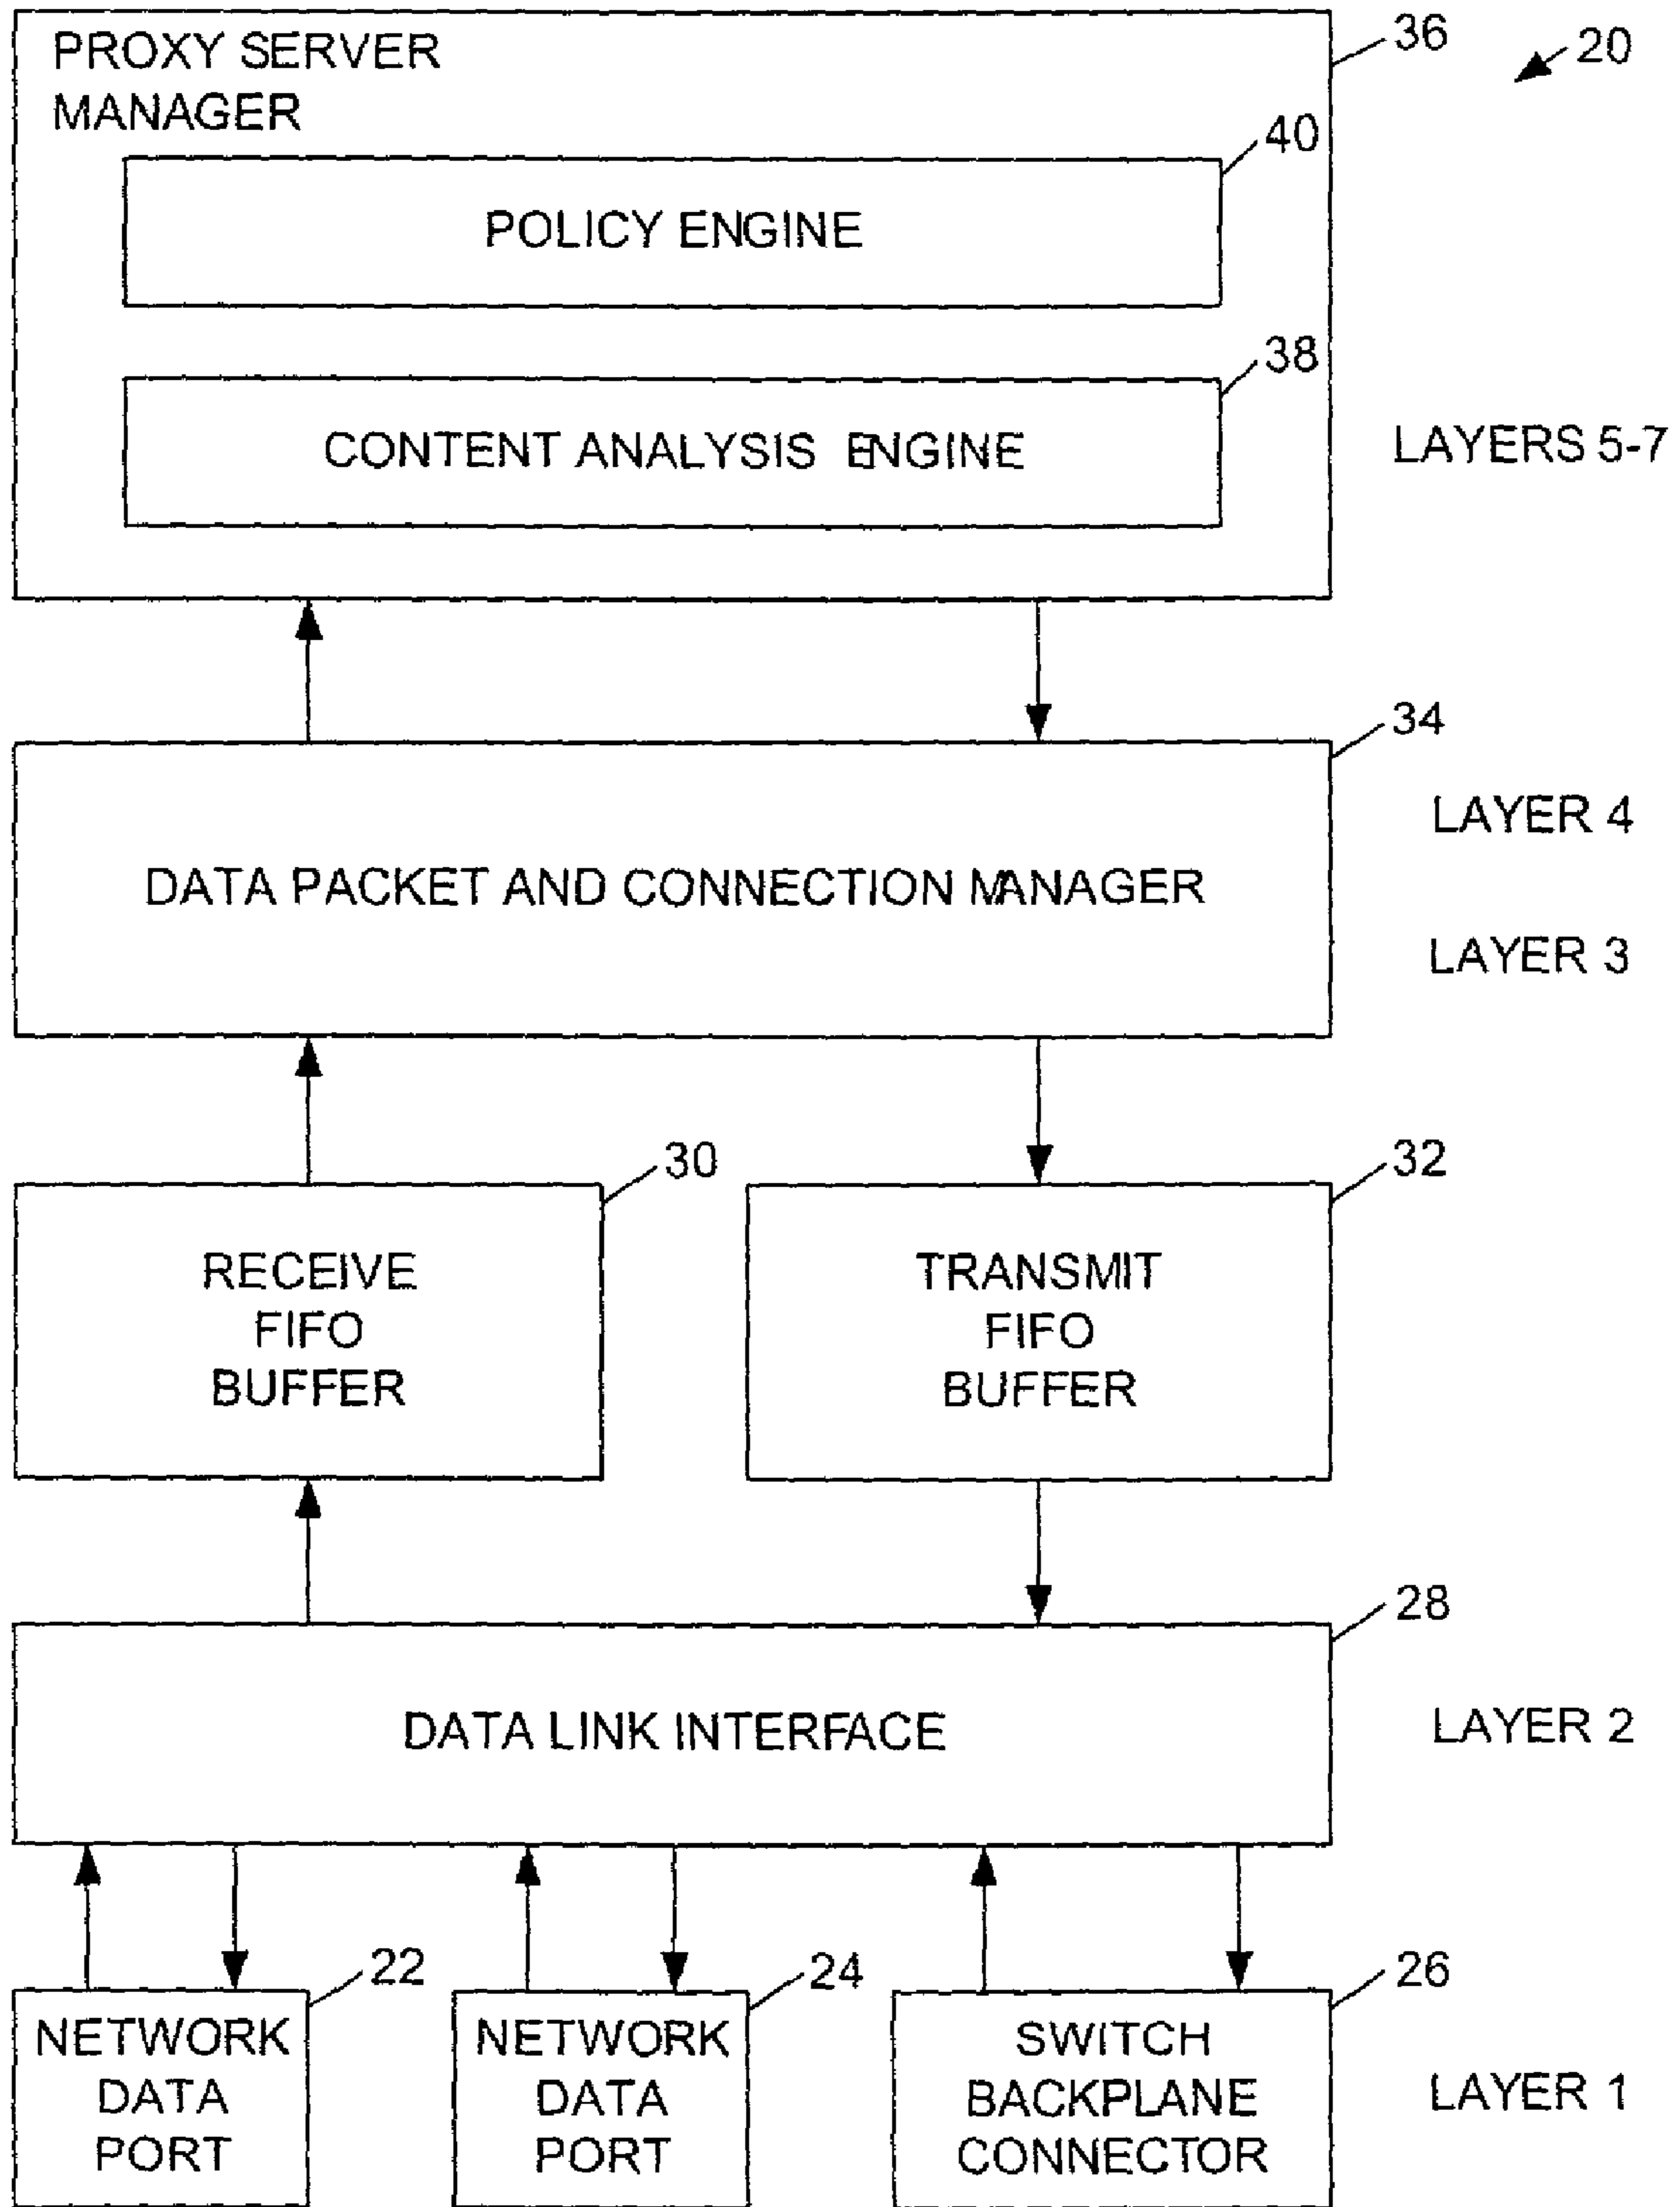 PROXY SERVER
MANAGER
36
20
40
POLICY ENGINE
38
CONTENT ANALYSIS ENGINE
LAYERS 5-7
34
LAYER 4
DATA PACKET AND CONNECTION MANAGER
LAYER 3
30
32
RECEIVE
FIFO
BUFFER
TRANSMIT
FIFO
BUFFER
28
DATA LINK INTERFACE
LAYER 2
22
24
26
NETWORK
DATA
PORT
NETWORK
DATA
PORT
SWITCH
BACKPLANE
CONNECTOR
LAYER 1